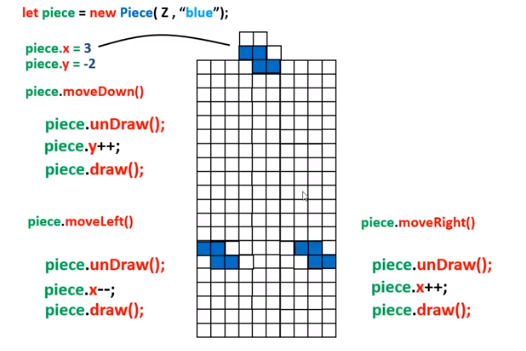 let piece = new Piece( Z , “blue”);
piece.x = 3
piece.y = -2
piece.moveDown()
piece.unDraw();
piece.y++;
piece.draw();
piece.moveLeft()
piece.unDraw();
piece.x--;
piece.draw();
piece.moveRight()
piece.unDraw();
piece.x++;
piece.draw();